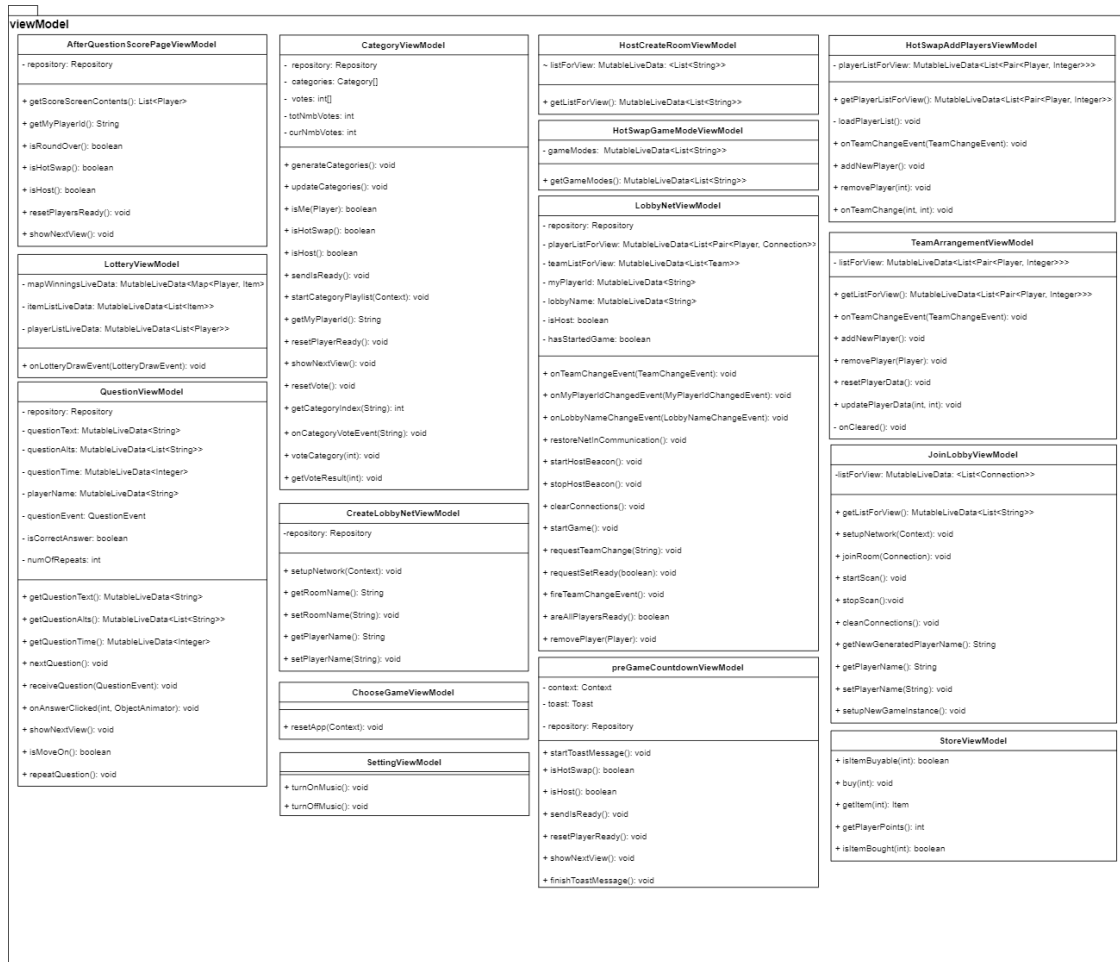 viewModel
AfterQuestionScorePageViewModel
- repository: Repository
+ getScoreScreenContents(): List<Player>
+ getMyPlayerId(): String
+ isRoundOver(): boolean
+ isHotSwap(): boolean
+ isHost(): boolean
+ resetPlayersReady(): void
+ showNextView(): void
LotteryViewModel
- mapWinningsLiveData: MutableLiveData<Map<Player, Item>
- itemListLiveData: MutableLiveData<List<Item>>
- playerListLiveData: MutableLiveData<List<Player>>
+ onLotteryDrawEvent(LotteryDrawEvent): void
QuestionViewModel
- repository: Repository
- questionText: MutableLiveData<String>
- questionAlts: MutableLiveData<List<String>>
- questionTime: MutableLiveData<Integer>
- playerName: MutableLiveData<String>
- questionEvent: QuestionEvent
- isCorrectAnswer: boolean
- numOfRepeats: int
+ getQuestionText(): MutableLiveData<String>
+ getQuestionAlts(): MutableLiveData<List<String>>
+ getQuestionTime(): MutableLiveData<Integer>
+ nextQuestion(): void
+ receiveQuestion(QuestionEvent): void
+ onAnswerClicked(int, ObjectAnimator): void
+ showNextView(): void
+ isMoveOn(): boolean
+ repeatQuestion(): void
CategoryViewModel
- repository: Repository
- categories: Category[]
- votes: int[]
- totNmbVotes: int
- curNmbVotes: int
+ generateCategories(): void
+ updateCategories(): void
+ isMe(Player): boolean
+ isHotSwap(): boolean
+ isHost(): boolean
+ sendIsReady(): void
+ startCategoryPlaylist(Context): void
+ getMyPlayerId(): String
+ resetPlayerReady(): void
+ showNextView(): void
+ resetVote(): void
+ getCategoryIndex(String): int
+ onCategoryVoteEvent(String): void
+ voteCategory(int): void
+ getVoteResult(int): void
CreateLobbyNetViewModel
-repository: Repository
+ setupNetwork(Context): void
+ getRoomName(): String
+ setRoomName(String): void
+ getPlayerName(): String
+ setPlayerName(String): void
ChooseGameViewModel
+ resetApp(Context): void
SettingViewModel
+ turnOnMusic(): void
+ turnOffMusic(): void
HostCreateRoomViewModel
~ listForView: MutableLiveData: <List<String>>
+ getListForView(): MutableLiveData<List<String>>
HotSwapGameModeViewModel
- gameModes: MutableLiveData<List<String>>
+ getGameModes(): MutableLiveData<List<String>>
LobbyNetViewModel
- repository: Repository
- playerListForView: MutableLiveData<List<Pair<Player, Connection>>
- teamListForView: MutableLiveData<List<Team>>
- myPlayerId: MutableLiveData<String>
- lobbyName: MutableLiveData<String>
- isHost: boolean
- hasStartedGame: boolean
+ onTeamChangeEvent(TeamChangeEvent): void
+ onMyPlayerIdChangedEvent(MyPlayerIdChangedEvent): void
+ onLobbyNameChangeEvent(LobbyNameChangeEvent): void
+ restoreNetInCommunication(): void
+ startHostBeacon(): void
+ stopHostBeacon(): void
+ clearConnections(): void
+ startGame(): void
+ requestTeamChange(String): void
+ requestSetReady(boolean): void
+ fireTeamChangeEvent(): void
+ areAllPlayersReady(): boolean
+ removePlayer(Player): void
preGameCountdownViewModel
- context: Context
- toast: Toast
- repository: Repository
+ startToastMessage(): void
+ isHotSwap(): boolean
+ isHost(): boolean
+ sendIsReady(): void
+ resetPlayerReady(): void
+ showNextView(): void
+ finishToastMessage(): void
HotSwapAddPlayersViewModel
- playerListForView: MutableLiveData<List<Pair<Player, Integer>>>
+ getPlayerListForView(): MutableLiveData<List<Pair<Player, Integer>>
- loadPlayerList(): void
+ onTeamChangeEvent(TeamChangeEvent): void
+ addNewPlayer(): void
+ removePlayer(int): void
+ onTeamChange(int, int): void
TeamArrangementViewModel
- listForView: MutableLiveData<List<Pair<Player, Integer>>>
+ getListForView(): MutableLiveData<List<Pair<Player, Integer>>>
+ onTeamChangeEvent(TeamChangeEvent): void
+ addNewPlayer(): void
+ removePlayer(Player): void
+ resetPlayerData(): void
+ updatePlayerData(int, int): void
- onCleared(): void
JoinLobbyViewModel
-listForView: MutableLiveData: <List<Connection>>
+ getListForView(): MutableLiveData<List<String>>
+ setupNetwork(Context): void
+ joinRoom(Connection): void
+ startScan(): void
+ stopScan():void
+ cleanConnections(): void
+ getNewGeneratedPlayerName(): String
+ getPlayerName(): String
+ setPlayerName(String): void
+ setupNewGameInstance(): void
StoreViewModel
+ isItemBuyable(int): boolean
+ buy(int): void
+ getItem(int): Item
+ getPlayerPoints(): int
+ isItemBought(int): boolean